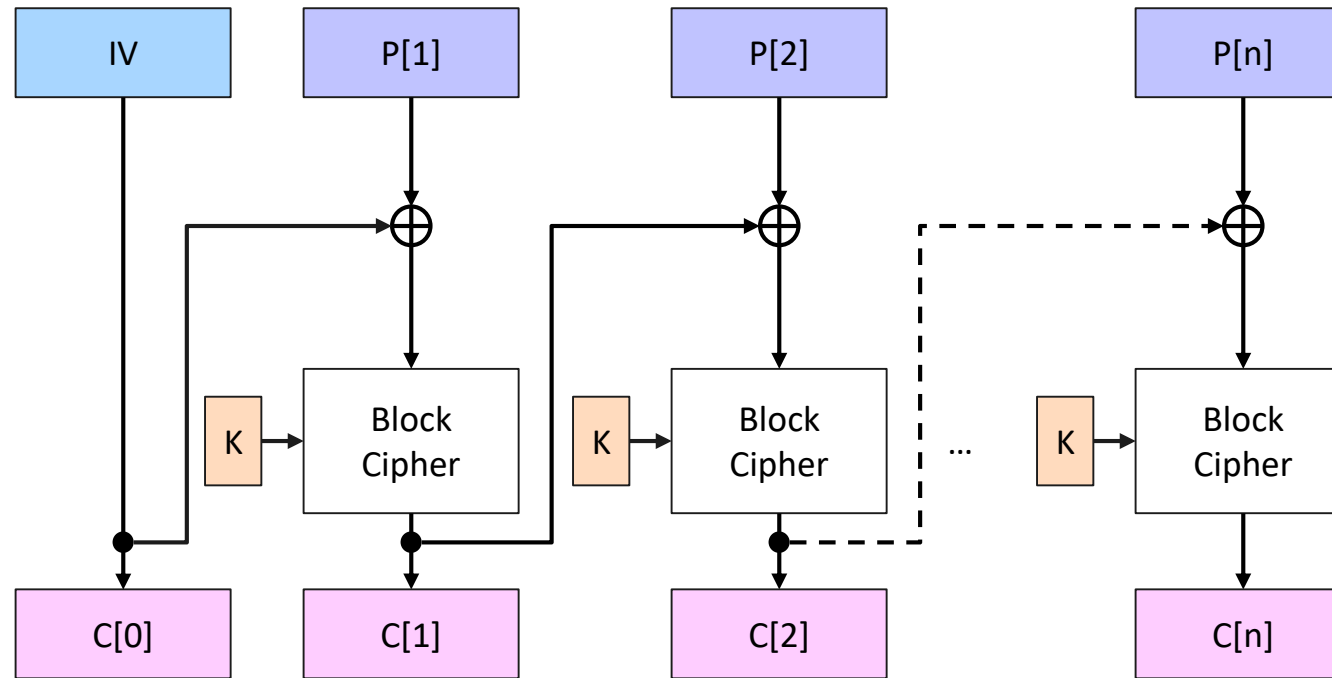 IV
P[1]
P[2]
P[n]
K
Block
Cipher
K
Block
Cipher
...
K
Block
Cipher
C[0]
C[1]
C[2]
C[n]